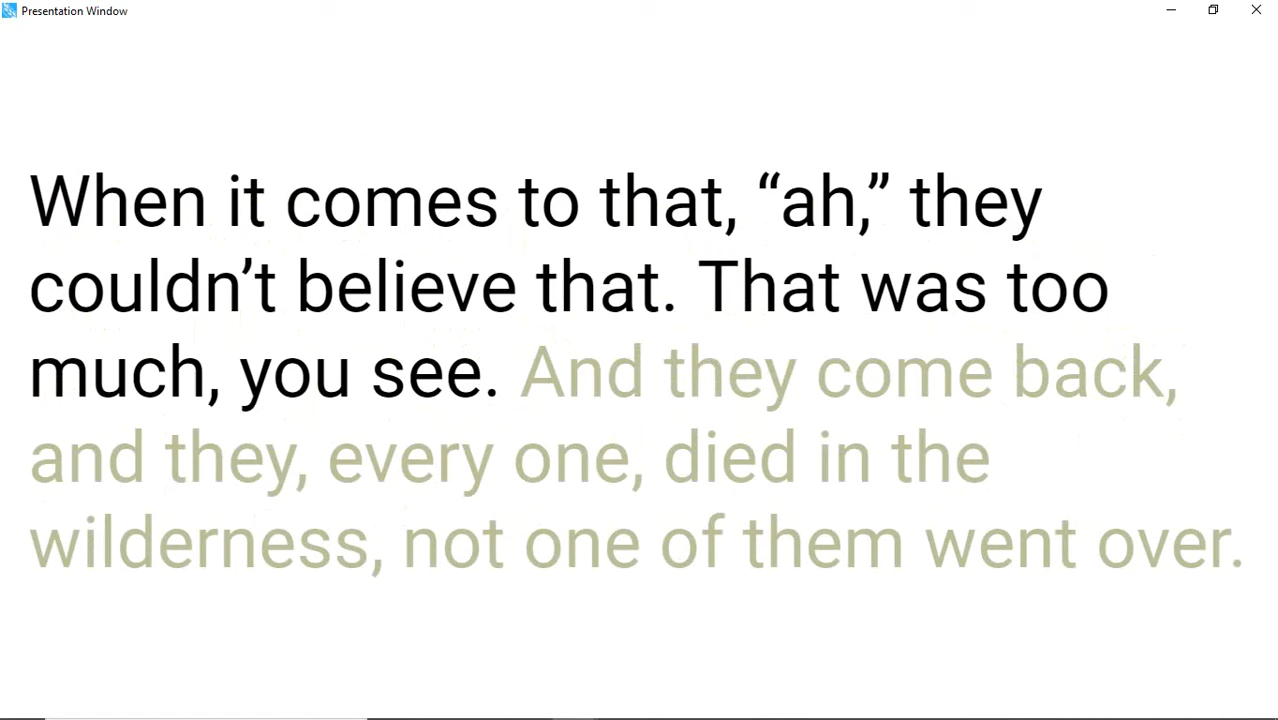 Presentation Window
When it comes to that, “ah,” they
couldn’t believe that. That was too
much, you see. And they come back,
and they, every one, died in the
wilderness, not one of them went over.